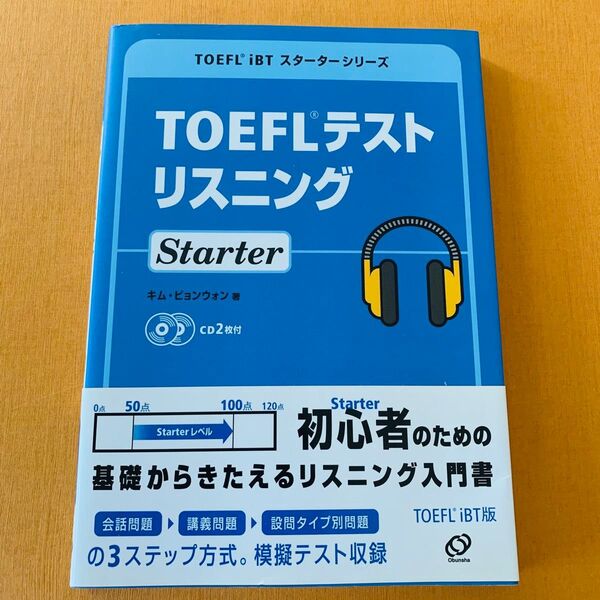 TOEFL® iBT スターターシリーズ
TOEFL®テスト
リスニング
Starter
キム・ビョンウォン 著
CD2枚付
0点 50点 100点 120点
Starterレベル
Starter
初心者のための
基礎からきたえるリスニング入門書
会話問題 ▶ 講義問題 ▶ 設問タイプ別問題
の3ステップ方式。模擬テスト収録
TOEFL® iBT版
Obunsha